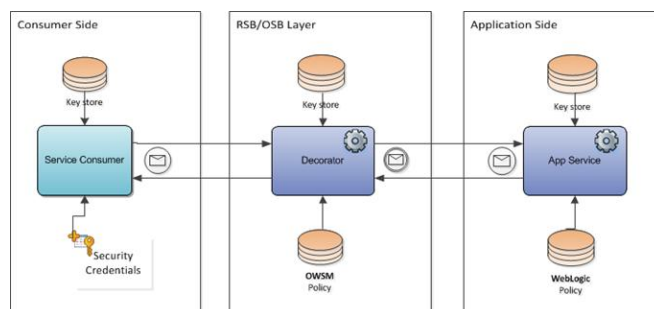 Consumer Side
RSB/OSB Layer
Application Side
Key store
Key store
Key store
Service Consumer
Decorator
App Service
Security
Credentials
OWSM
Policy
WebLogic
Policy